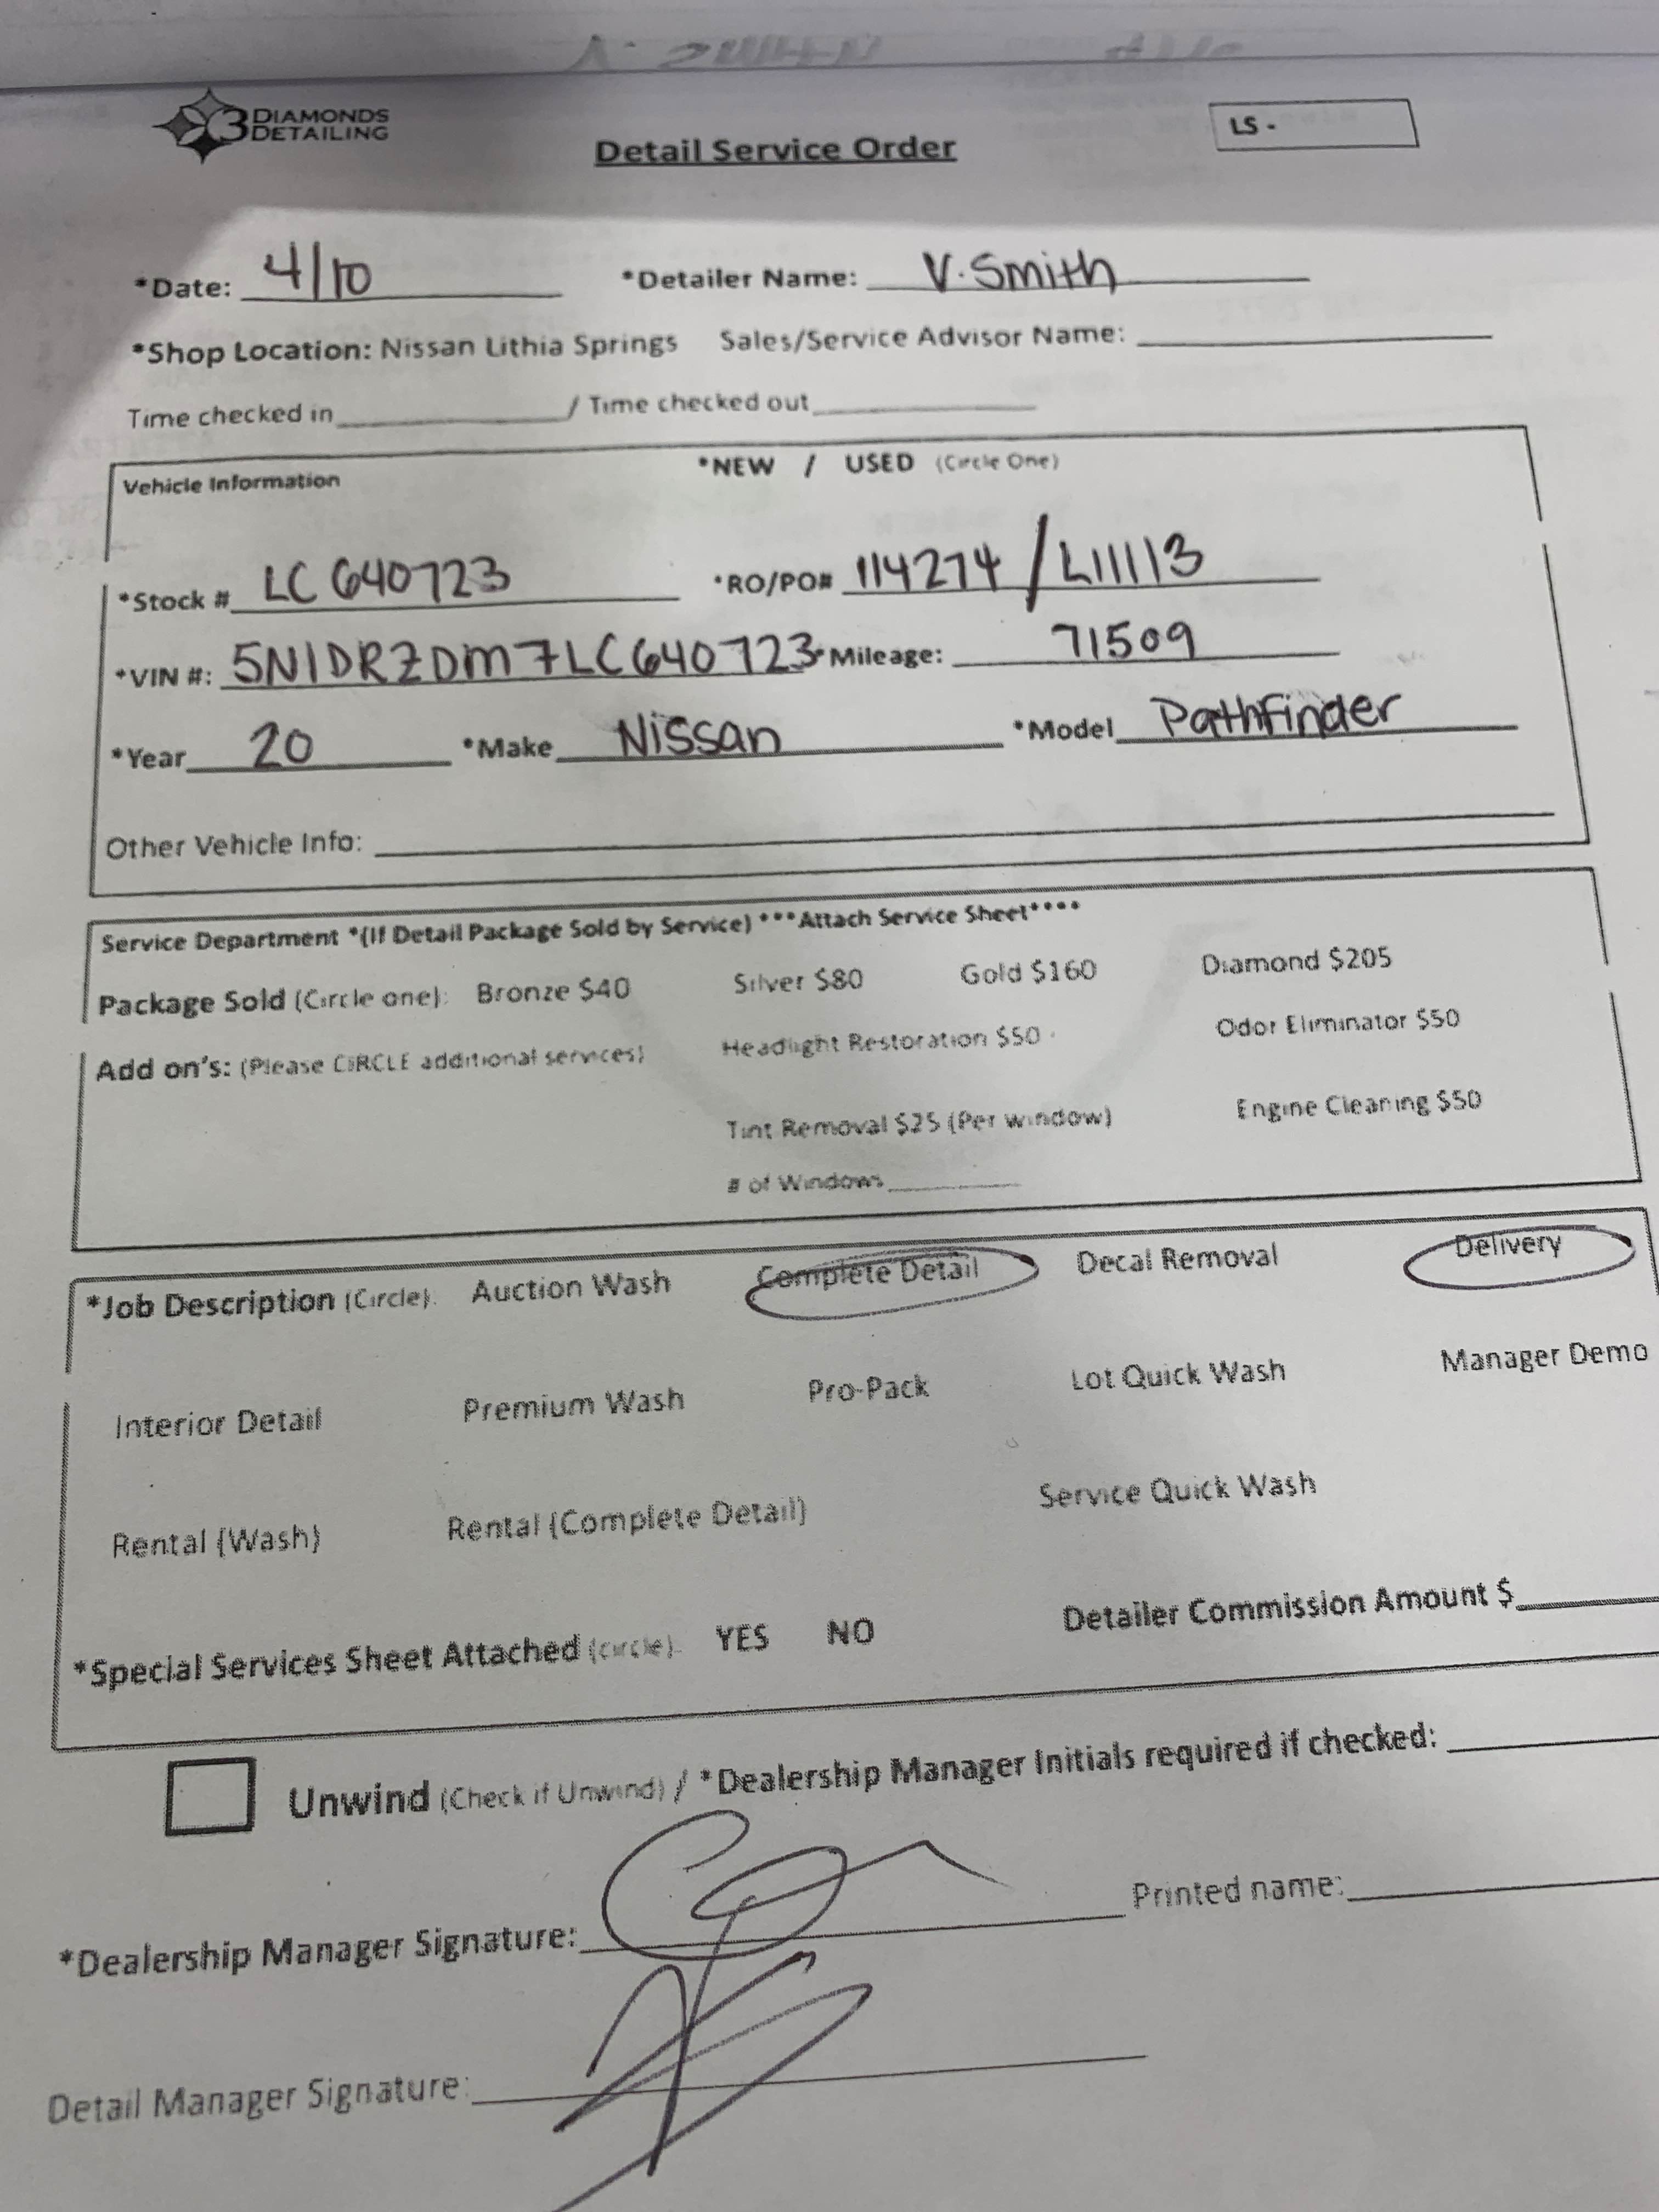 3 DIAMONDS DETAILING
Detail Service Order
LS -
*Date: 4/10 *Detailer Name: V. Smith
*Shop Location: Nissan Lithia Springs Sales/Service Advisor Name:
Time checked in / Time checked out
Vehicle Information *NEW / USED (Circle One)
*Stock # LC640723 *RO/PO# 114274 / L11113
*VIN #: 5N1DRZDM7LC640723 *Mileage: 71509
*Year 20 *Make Nissan *Model Pathfinder
Other Vehicle Info:
Service Department *(If Detail Package Sold by Service) ***Attach Service Sheet****
Package Sold (Circle one): Bronze $40 Silver $80 Gold $160 Diamond $205
Add on's: (Please CIRCLE additional services) Headlight Restoration $50 Odor Eliminator $50
Tint Removal $25 (Per window) Engine Cleaning $50
# of Windows
*Job Description (Circle): Auction Wash Complete Detail Decal Removal Delivery
Interior Detail Premium Wash Pro-Pack Lot Quick Wash Manager Demo
Rental (Wash) Rental (Complete Detail) Service Quick Wash
*Special Services Sheet Attached (circle): YES NO Detailer Commission Amount $
Unwind (Check if Unwind) / *Dealership Manager Initials required if checked:
*Dealership Manager Signature: Printed name:
Detail Manager Signature: